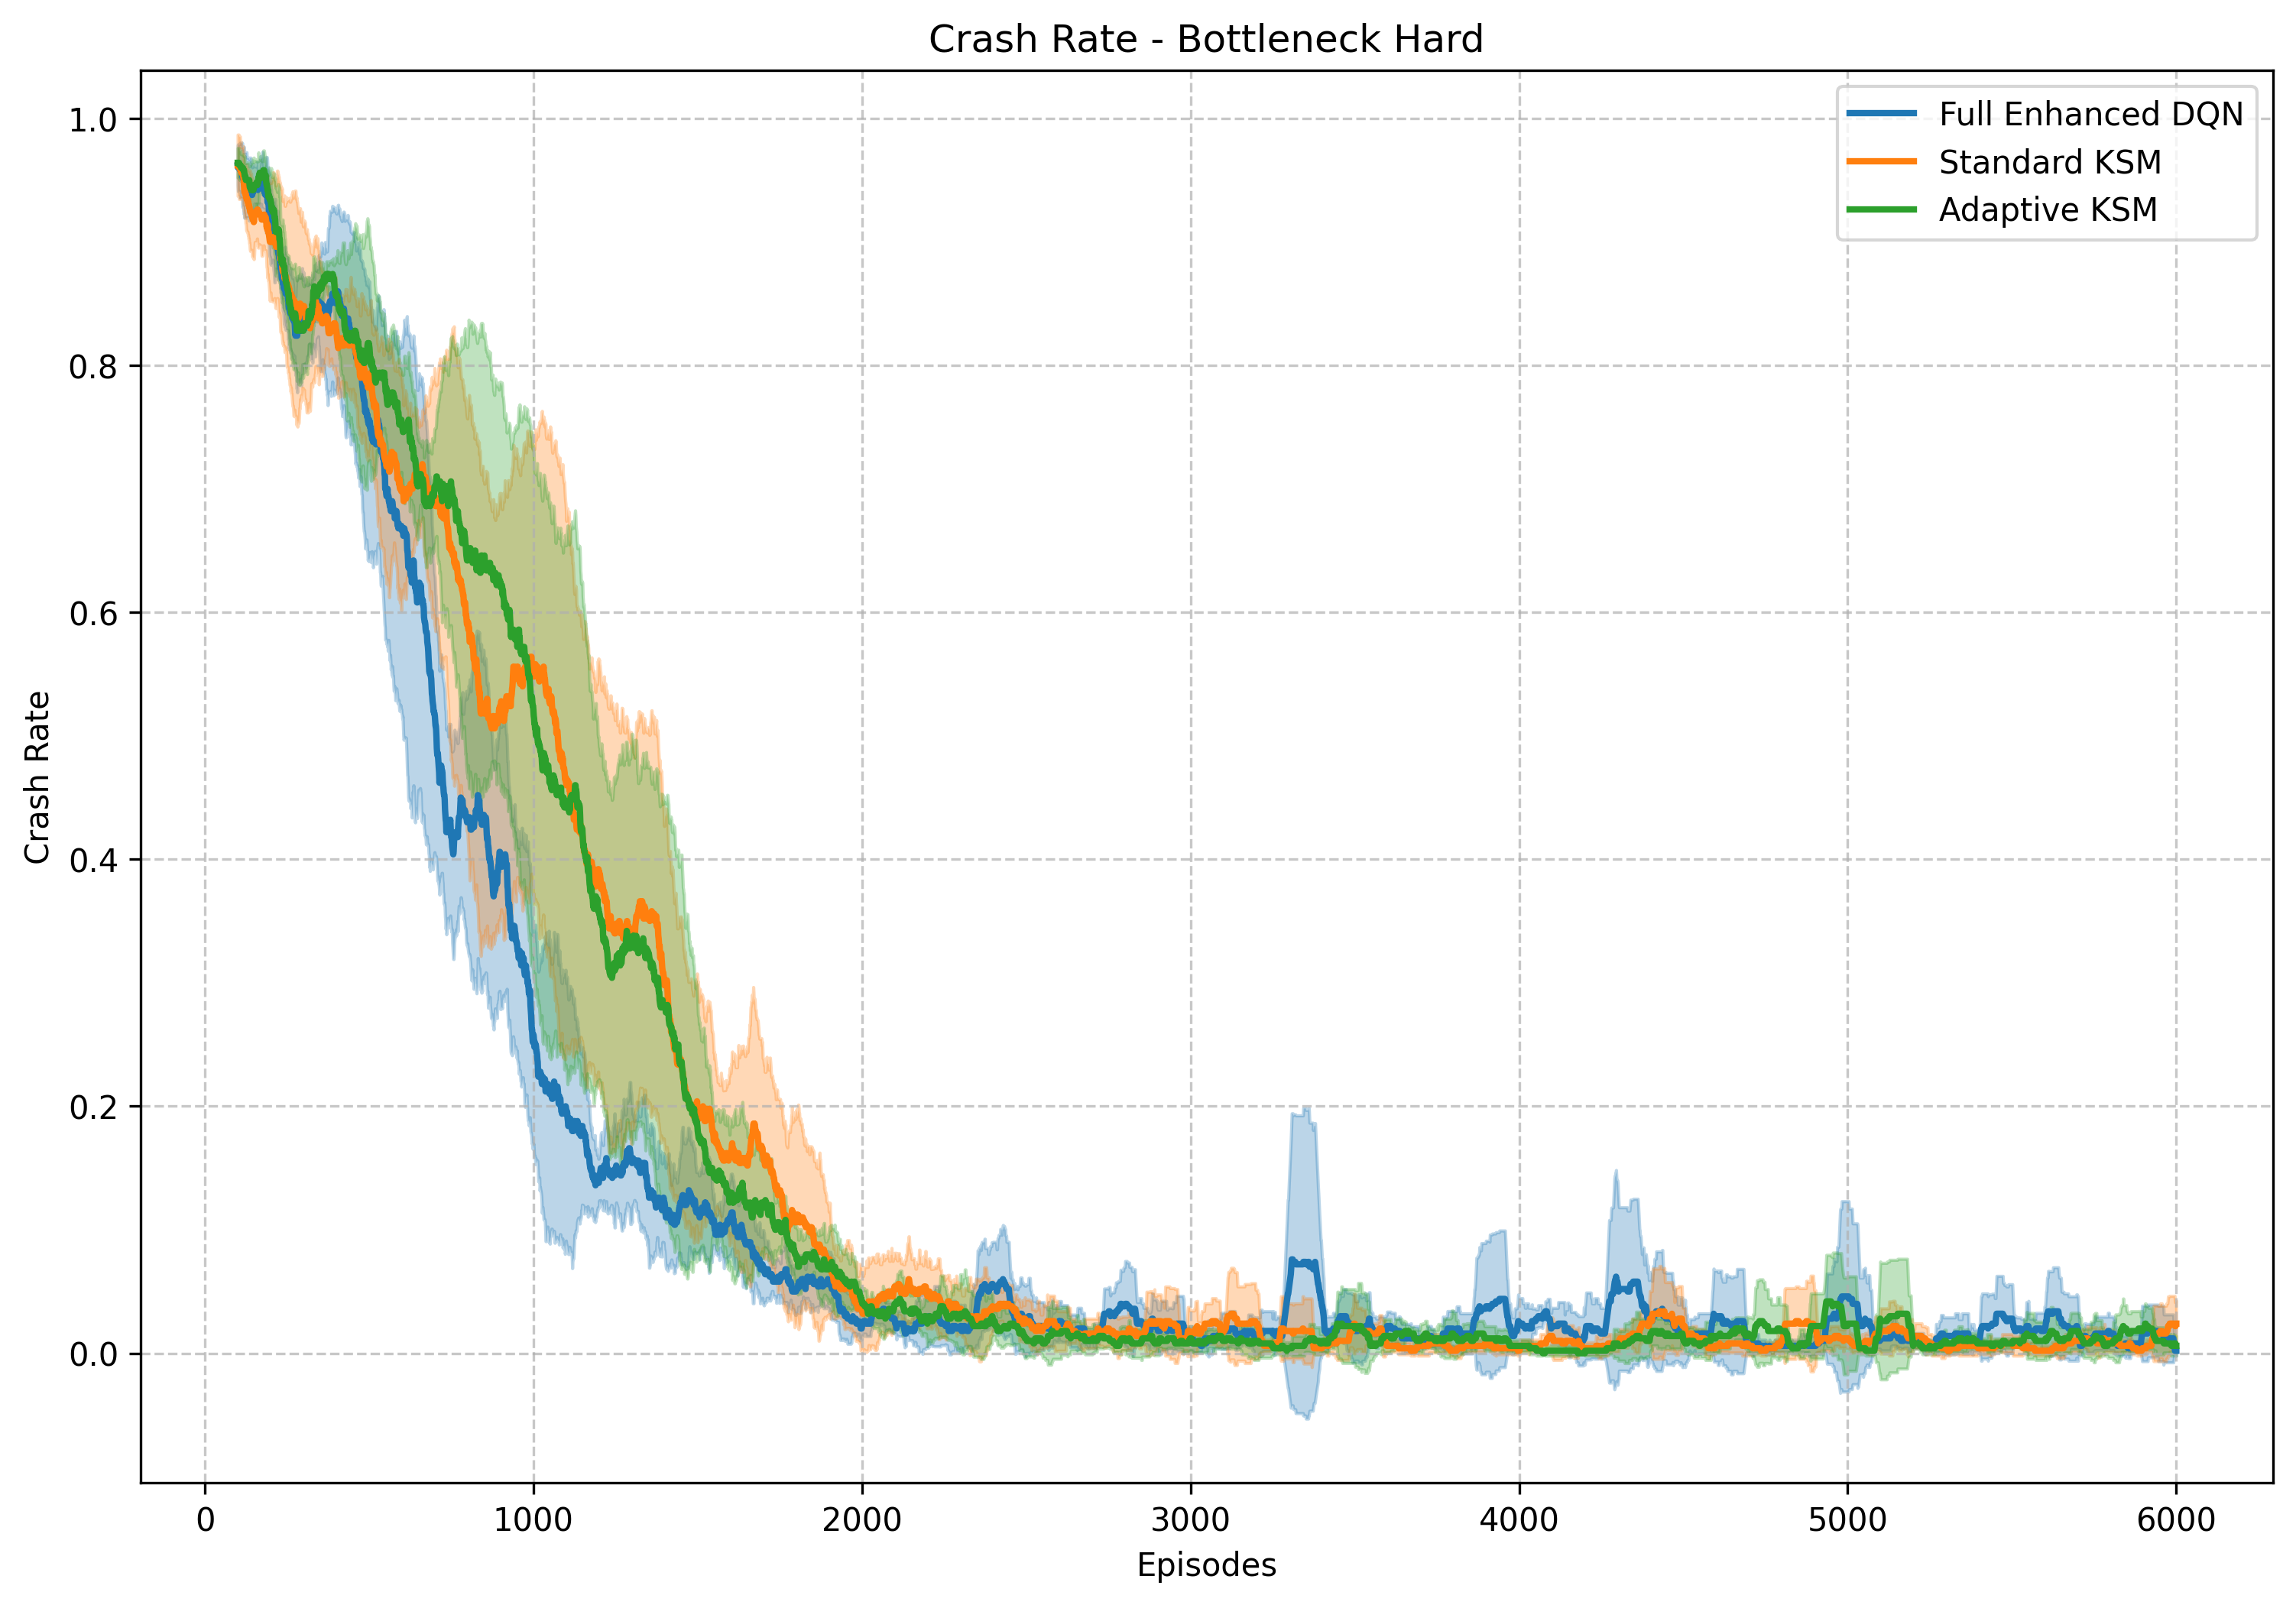 Crash Rate - Bottleneck Hard
Full Enhanced DQN
Standard KSM
Adaptive KSM
Crash Rate
1.0
0.8
0.6
0.4
0.2
0.0
0 1000 2000 3000 4000 5000 6000
Episodes